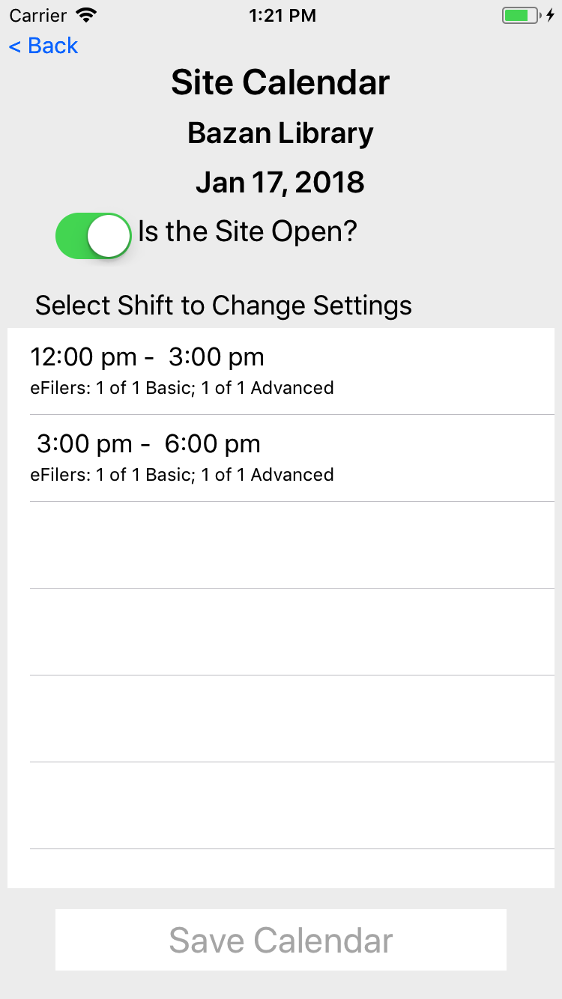 Carrier 1:21 PM
< Back
Site Calendar
Bazan Library
Jan 17, 2018
Is the Site Open?
Select Shift to Change Settings
12:00 pm -  3:00 pm
eFilers: 1 of 1 Basic; 1 of 1 Advanced
3:00 pm -  6:00 pm
eFilers: 1 of 1 Basic; 1 of 1 Advanced
Save Calendar